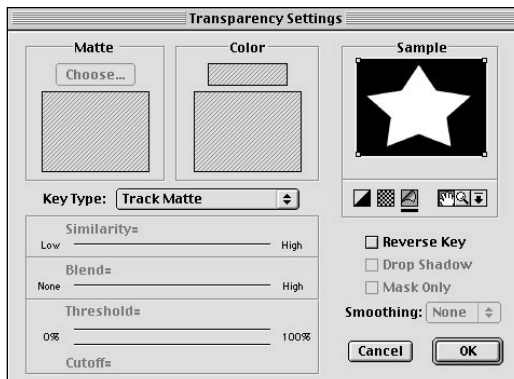 Transparency Settings
Matte
Choose...
Color
Sample
Key Type: Track Matte
Similarity=
Low High
Blend=
None High
Threshold=
0% 100%
Cutoff=
Reverse Key
Drop Shadow
Mask Only
Smoothing: None
Cancel OK